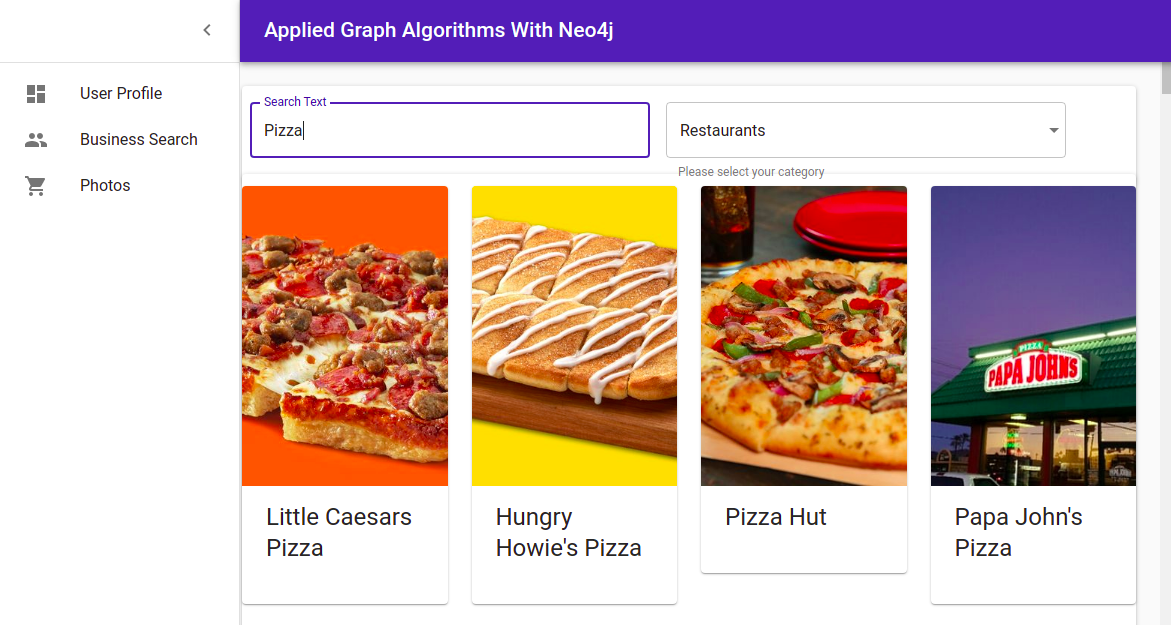 Applied Graph Algorithms With Neo4j
User Profile
Business Search
Photos
Search Text
Pizza
Restaurants
Please select your category
PIZZA
PAPA JOHNS
Little Caesars
Pizza
Hungry
Howie's Pizza
Pizza Hut
Papa John's
Pizza